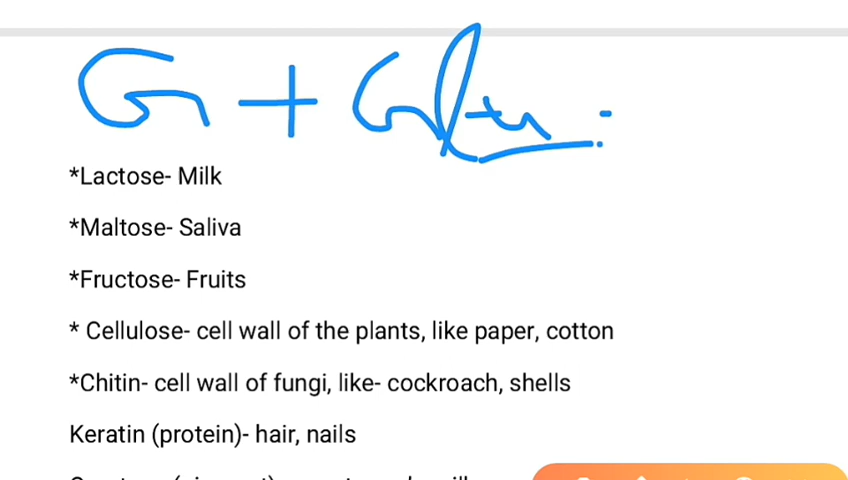 G +
*Lactose- Milk
*Maltose- Saliva
*Fructose- Fruits
* Cellulose- cell wall of the plants, like paper, cotton
*Chitin- cell wall of fungi, like- cockroach, shells
Keratin (protein)- hair, nails